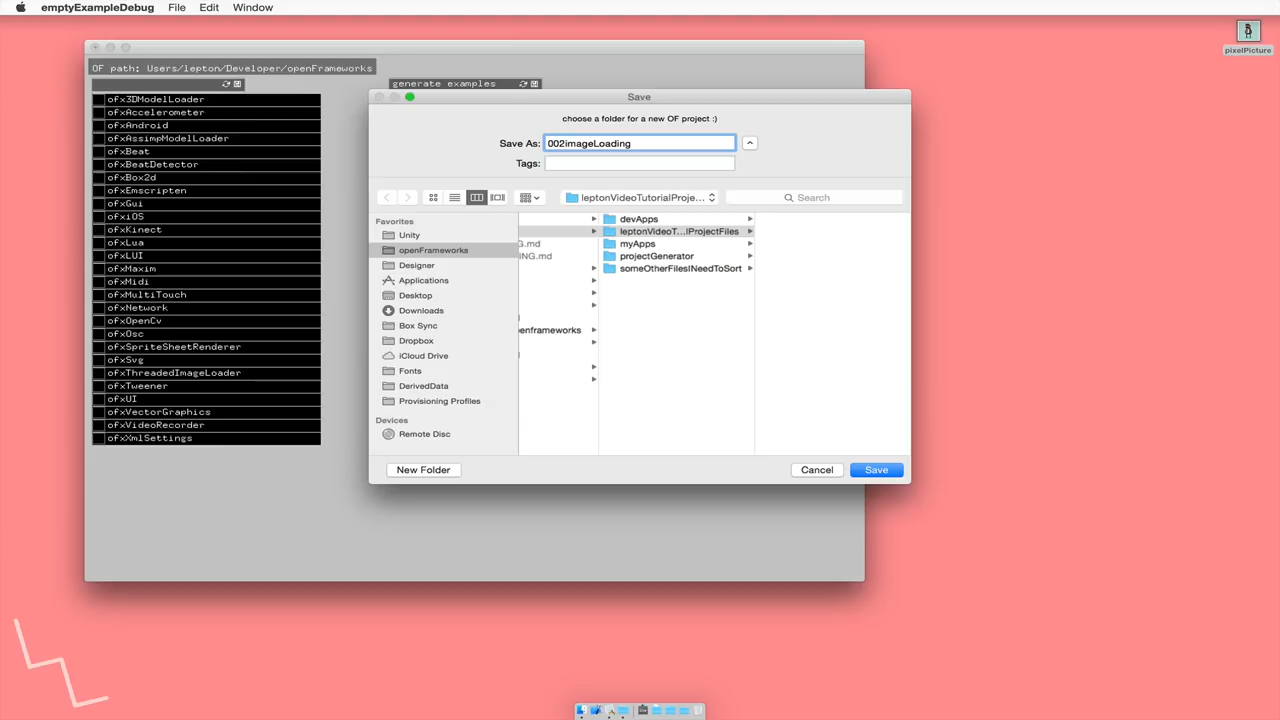 emptyExampleDebug File Edit Window
pixelPicture
OF path: Users/lepton/Developer/openFrameworks
generate examples
ofx3DModelLoader
ofxAccelerometer
ofxAndroid
ofxAssimpModelLoader
ofxBeat
ofxBeatDetector
ofxBox2d
ofxEmscripten
ofxGui
ofxiOS
ofxKinect
ofxLua
ofxLUI
ofxMaxim
ofxMidi
ofxMultiTouch
ofxNetwork
ofxOpenCv
ofxOsc
ofxSpriteSheetRenderer
ofxSvg
ofxThreadedImageLoader
ofxTweener
ofxUI
ofxVectorGraphics
ofxVideoRecorder
ofxXmlSettings
Save
choose a folder for a new OF project :)
Save As: 002imageLoading
Tags:
leptonVideoTutorialProje...
Search
Favorites
Unity
openFrameworks
Designer
Applications
Desktop
Downloads
Box Sync
Dropbox
iCloud Drive
Fonts
DerivedData
Provisioning Profiles
Devices
Remote Disc
G.md
ING.md
penframeworks
devApps
leptonVideoT...lProjectFiles
myApps
projectGenerator
someOtherFilesINeedToSort
New Folder
Cancel
Save